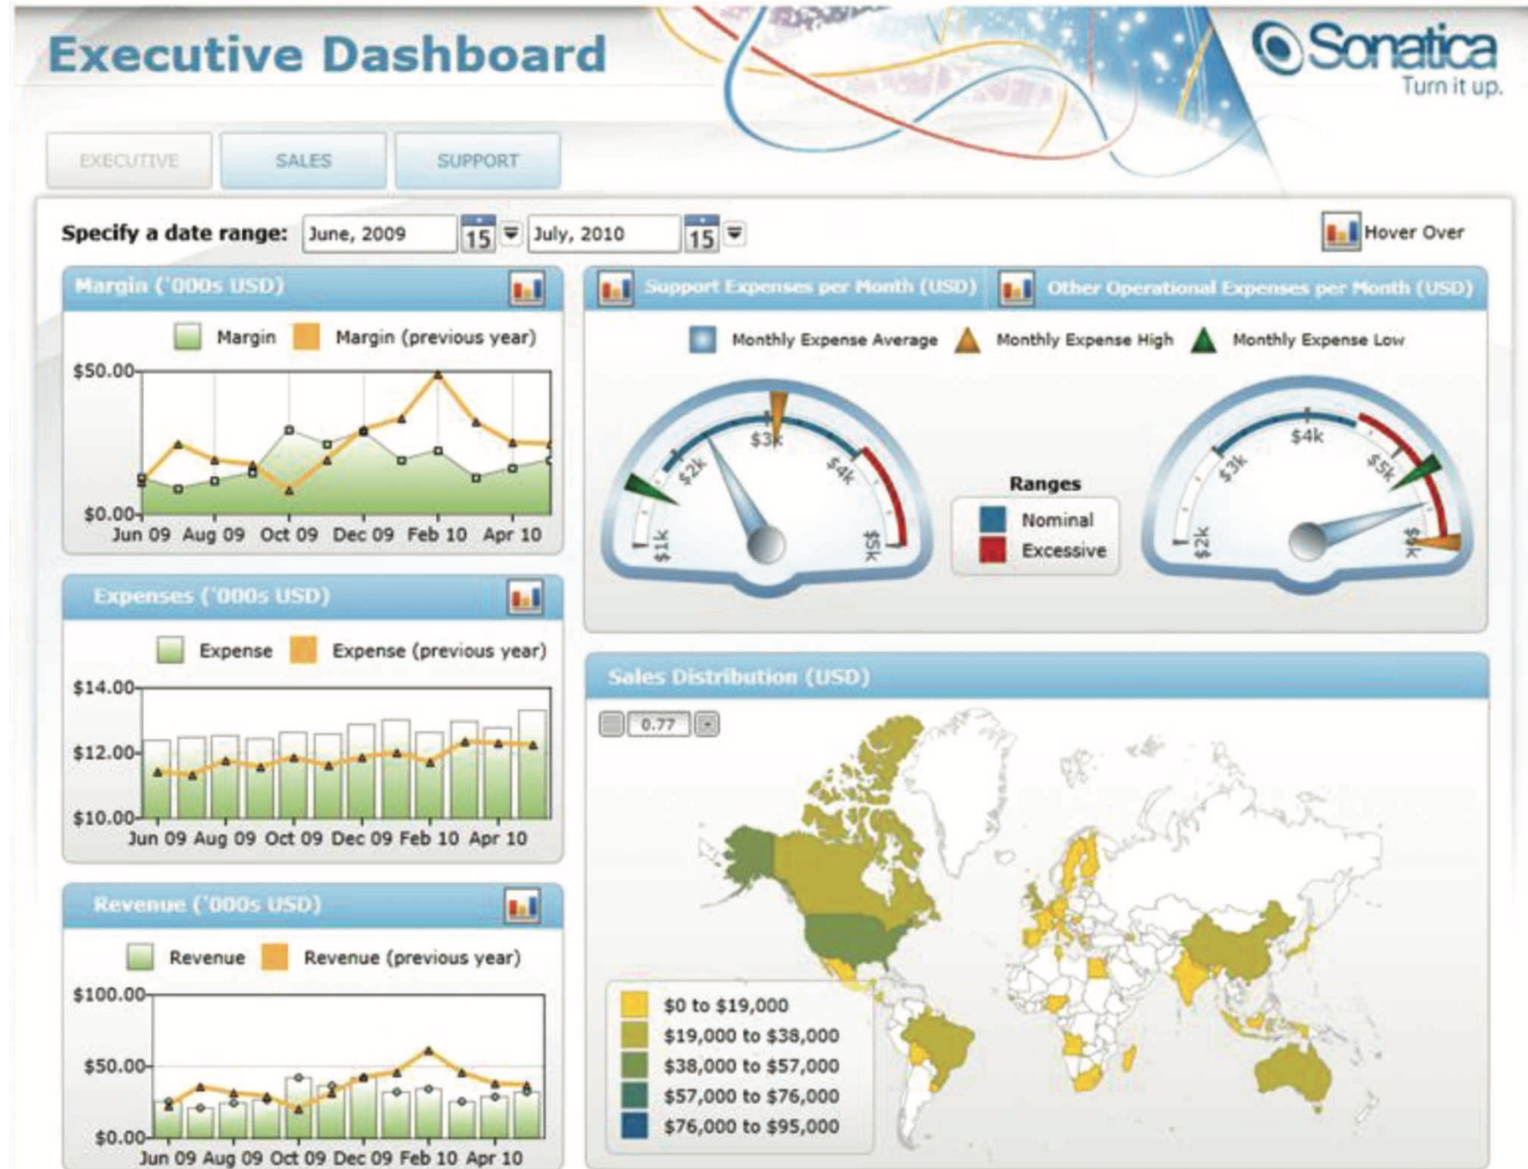 Executive Dashboard
Sonatica
Turn it up.
EXECUTIVE
SALES
SUPPORT
Specify a date range:
June, 2009
15
July, 2010
15
Hover Over
Margin ('000s USD)
Margin
Margin (previous year)
$50.00
$0.00
Jun 09 Aug 09 Oct 09 Dec 09 Feb 10 Apr 10
Expenses ('000s USD)
Expense
Expense (previous year)
$14.00
$12.00
$10.00
Jun 09 Aug 09 Oct 09 Dec 09 Feb 10 Apr 10
Revenue ('000s USD)
Revenue
Revenue (previous year)
$100.00
$50.00
$0.00
Jun 09 Aug 09 Oct 09 Dec 09 Feb 10 Apr 10
Support Expenses per Month (USD)
Other Operational Expenses per Month (USD)
Monthly Expense Average
Monthly Expense High
Monthly Expense Low
$1k
$2k
$3k
$4k
$5k
Ranges
Nominal
Excessive
$2k
$3k
$4k
$5k
$6k
Sales Distribution (USD)
0.77
$0 to $19,000
$19,000 to $38,000
$38,000 to $57,000
$57,000 to $76,000
$76,000 to $95,000